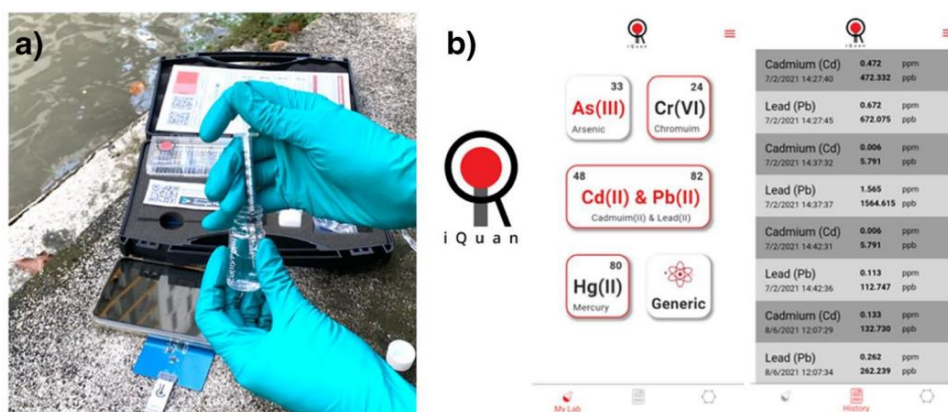 a)
b)
iQuan
iQuan
33
As(III)
Arsenic
24
Cr(VI)
Chromuim
48 82
Cd(II) & Pb(II)
Cadmuim(II) & Lead(II)
80
Hg(II)
Mercury
Generic
My Lab
iQuan
Cadmium (Cd) 0.472 ppm
7/2/2021 14:27:40 472.332 ppb
Lead (Pb) 0.672 ppm
7/2/2021 14:27:45 672.075 ppb
Cadmium (Cd) 0.006 ppm
7/2/2021 14:37:32 5.791 ppb
Lead (Pb) 1.565 ppm
7/2/2021 14:37:37 1564.615 ppb
Cadmium (Cd) 0.006 ppm
7/2/2021 14:42:31 5.791 ppb
Lead (Pb) 0.113 ppm
7/2/2021 14:42:36 112.747 ppb
Cadmium (Cd) 0.133 ppm
8/6/2021 12:07:29 132.730 ppb
Lead (Pb) 0.262 ppm
8/6/2021 12:07:34 262.239 ppb
History